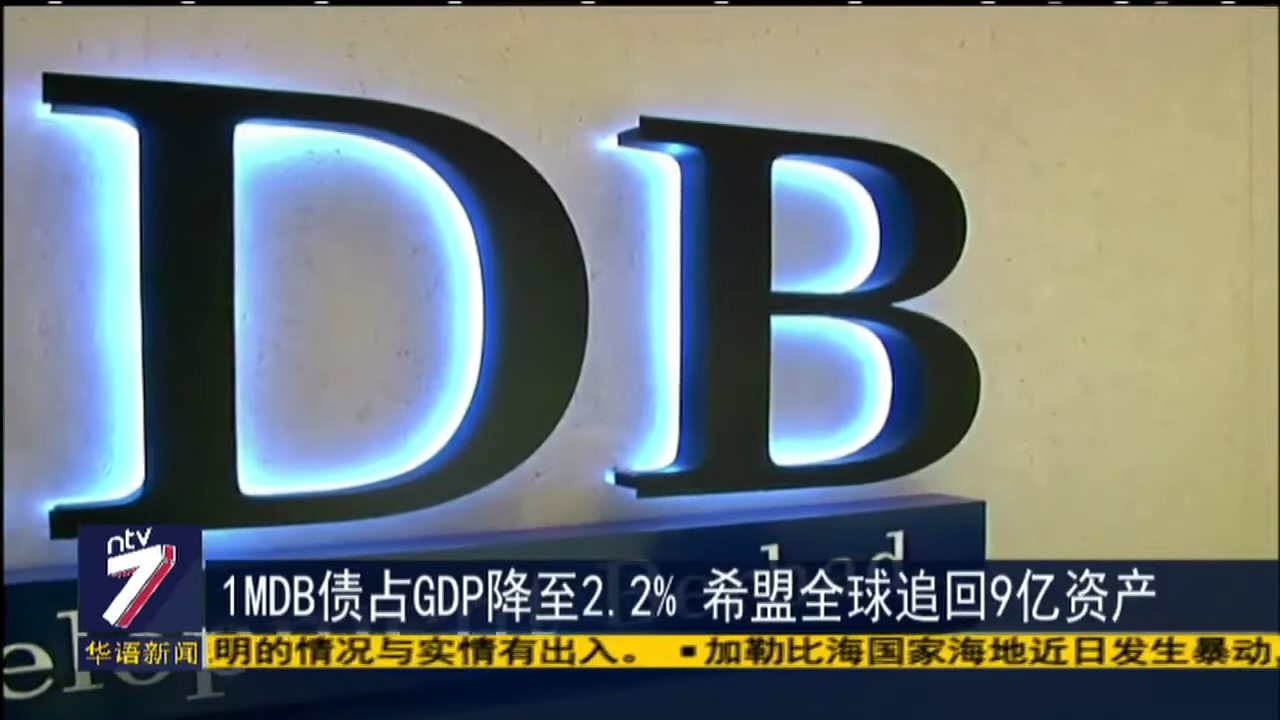 DB
ntv
7
1MDB债占GDP降至2.2% 希盟全球追回9亿资产
华语新闻
明的情况与实情有出入。 ▪加勒比海国家海地近日发生暴动